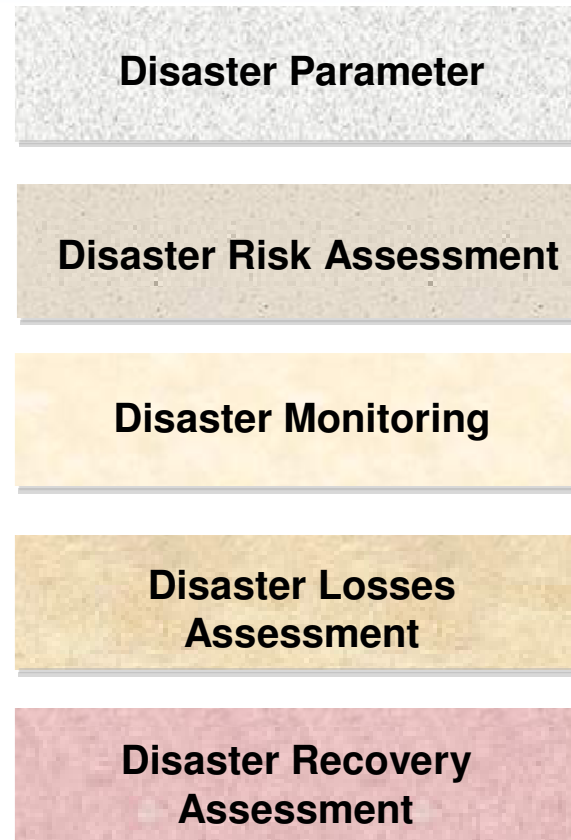 Disaster Parameter
Disaster Risk Assessment
Disaster Monitoring
Disaster Losses
Assessment
Disaster Recovery
Assessment